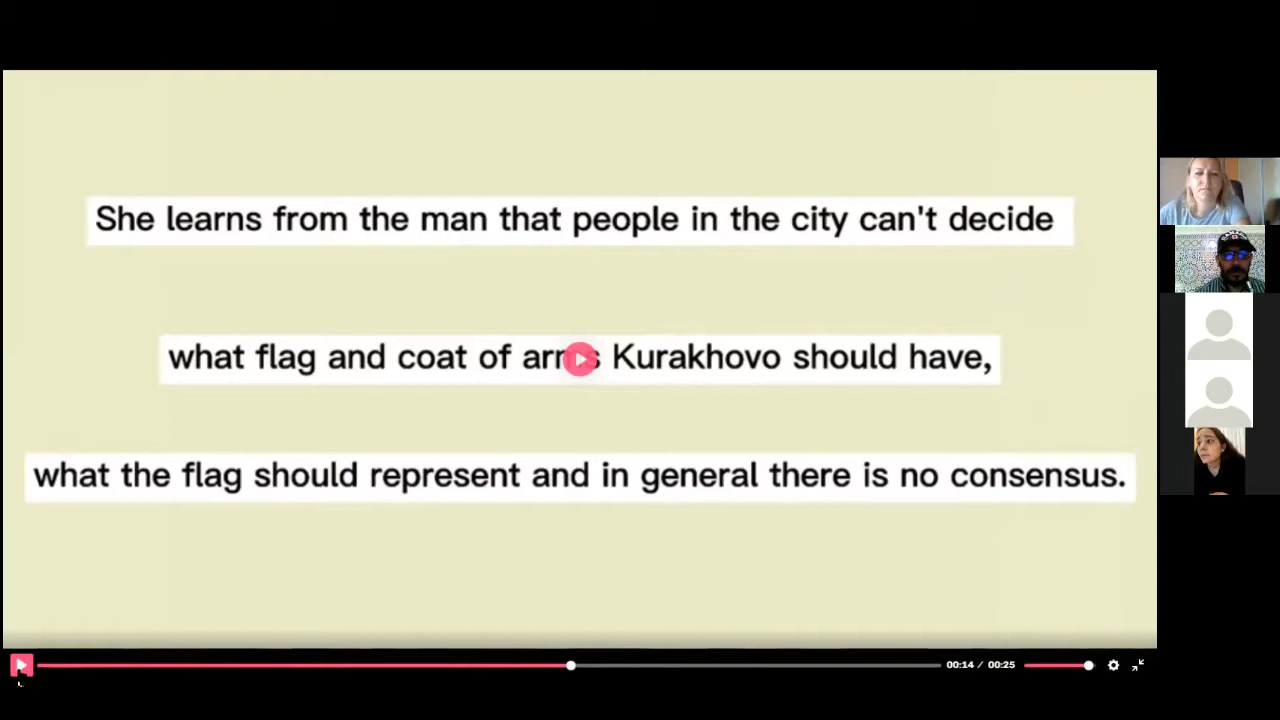 She learns from the man that people in the city can't decide
what flag and coat of arms Kurakhovo should have,
what the flag should represent and in general there is no consensus.
00:14 / 00:25